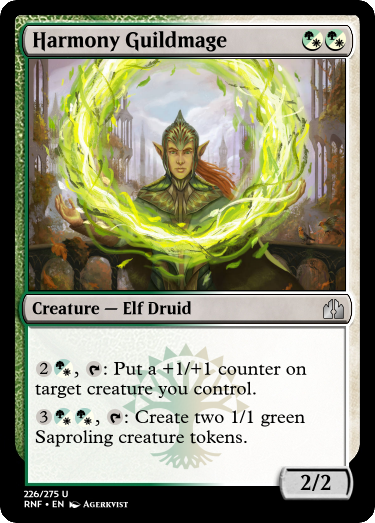 Harmony Guildmage
Creature — Elf Druid
2, : Put a +1/+1 counter on
target creature you control.
3, : Create two 1/1 green
Saproling creature tokens.
2/2
226/275 U
RNF • EN Agerkvist